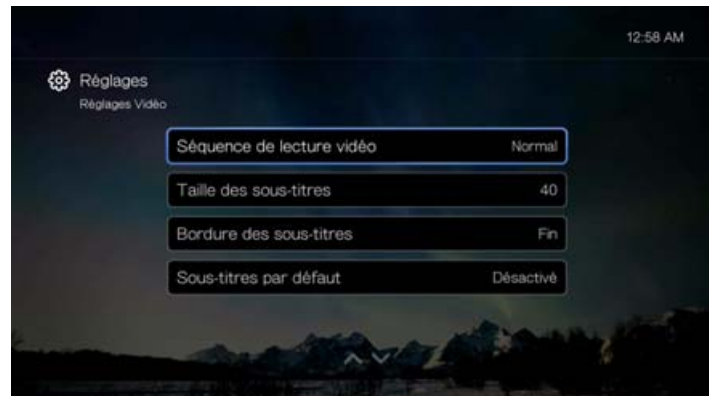 12:58 AM
Réglages
Réglages Vidéo
Séquence de lecture vidéo Normal
Taille des sous-titres 40
Bordure des sous-titres Fin
Sous-titres par défaut Désactivé